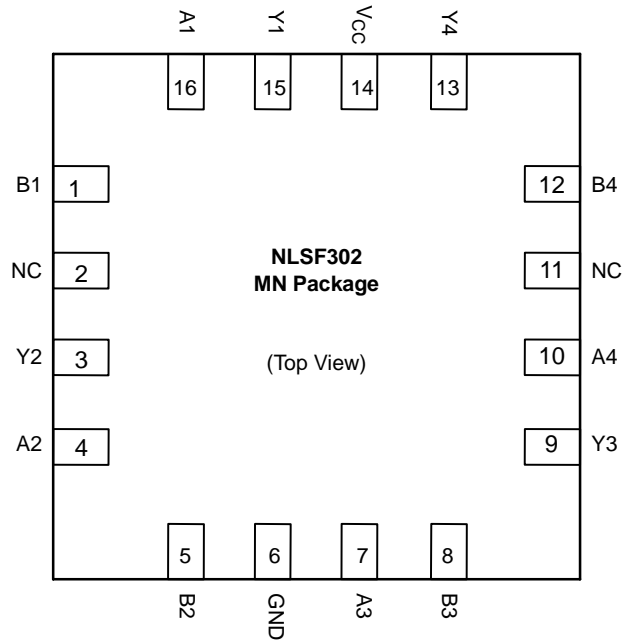 A1 Y1 VCC Y4
16 15 14 13
B1 1 12 B4
NC 2 NLSF302 11 NC
MN Package
Y2 3 (Top View) 10 A4
A2 4 9 Y3
5 6 7 8
B2 GND A3 B3